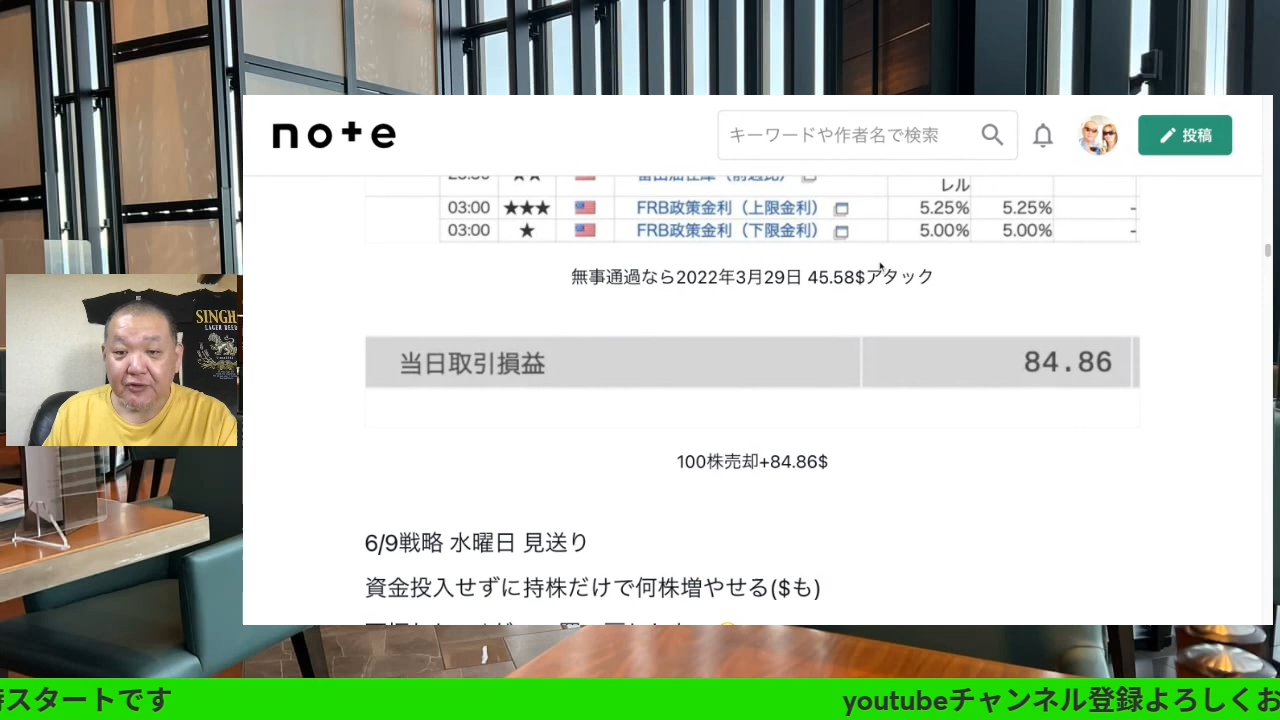 note
キーワードや作者名で検索
投稿
レル
03:00 ★★★ FRB政策金利（上限金利） 5.25% 5.25% -
03:00 ★ FRB政策金利（下限金利） 5.00% 5.00% -
無事通過なら2022年3月29日 45.58$アタック
当日取引損益 84.86
100株売却+84.86$
6/9戦略 水曜日 見送り
資金投入せずに持株だけで何株増やせる($も)
SINGH
LAGER BEER
スタートです
youtubeチャンネル登録よろしくお